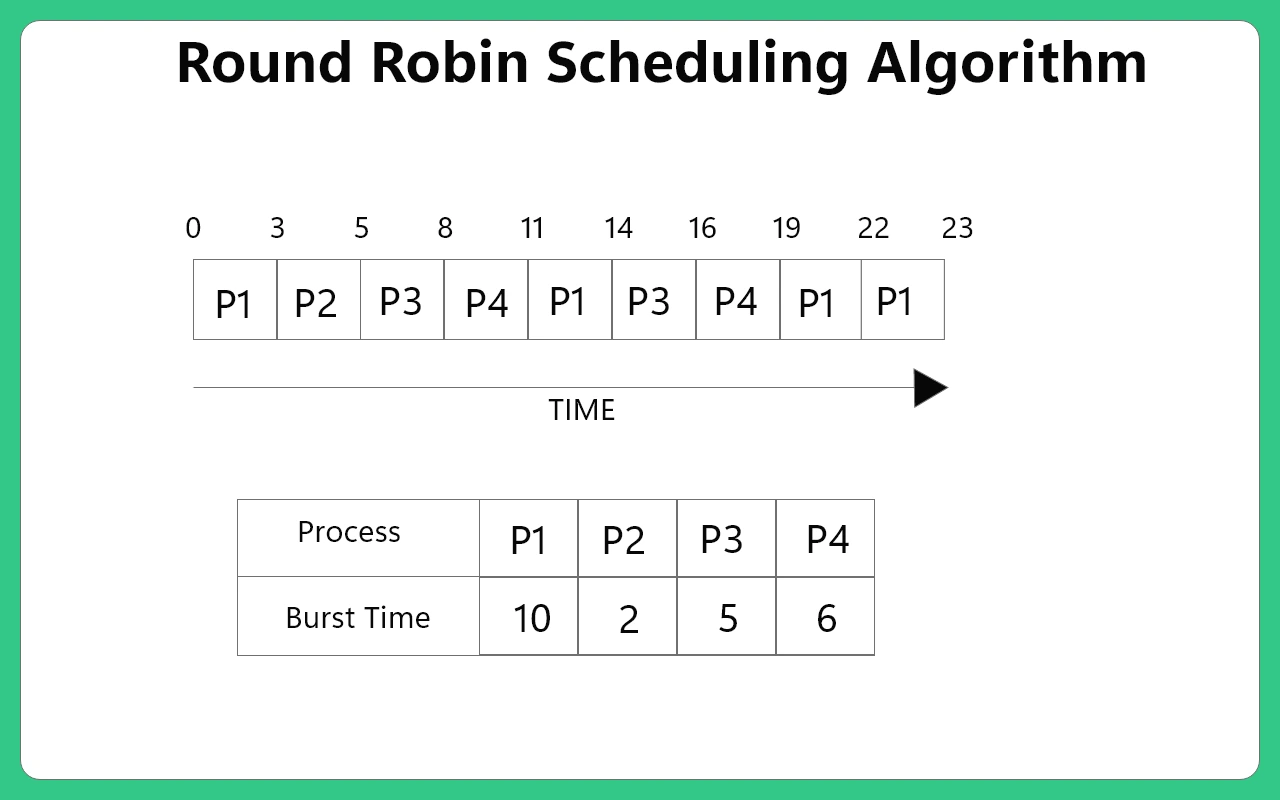 Round Robin Scheduling Algorithm
0 3 5 8 11 14 16 19 22 23
P1 P2 P3 P4 P1 P3 P4 P1 P1
TIME
Process P1 P2 P3 P4
Burst Time 10 2 5 6